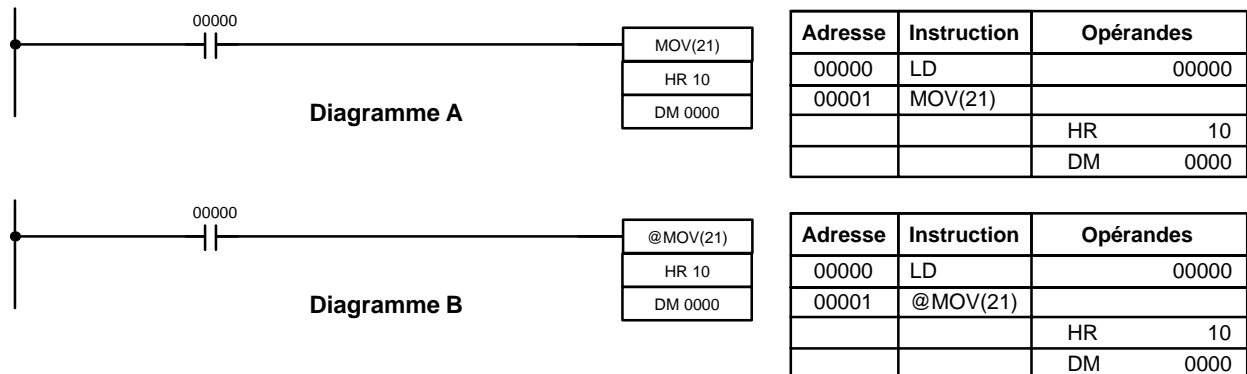 00000
MOV(21)
HR 10
DM 0000
Diagramme A
Adresse Instruction Opérandes
00000 LD 00000
00001 MOV(21)
HR 10
DM 0000
00000
@MOV(21)
HR 10
DM 0000
Diagramme B
Adresse Instruction Opérandes
00000 LD 00000
00001 @MOV(21)
HR 10
DM 0000